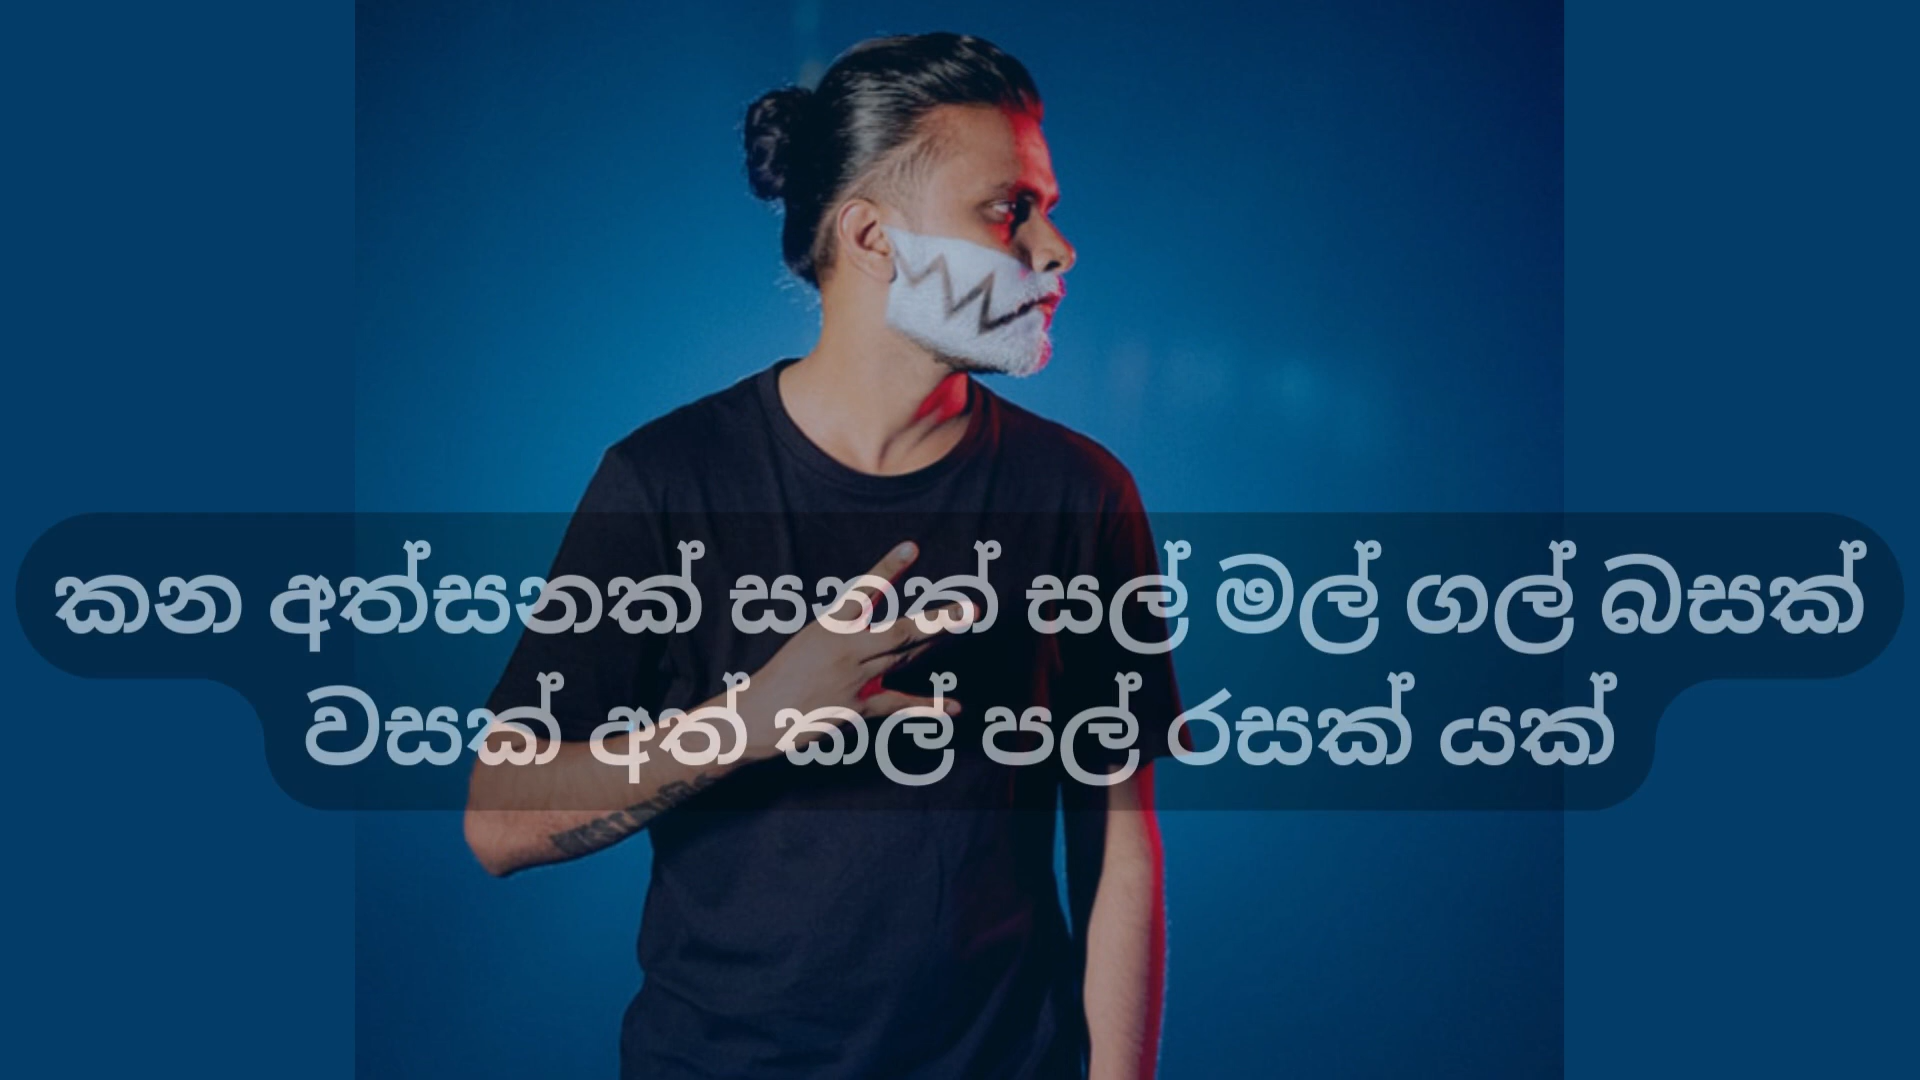 කන අත්සනක් සනක් සල් මල් ගල් බසක්
වසක් අත් කල් පල් රසක් යක්